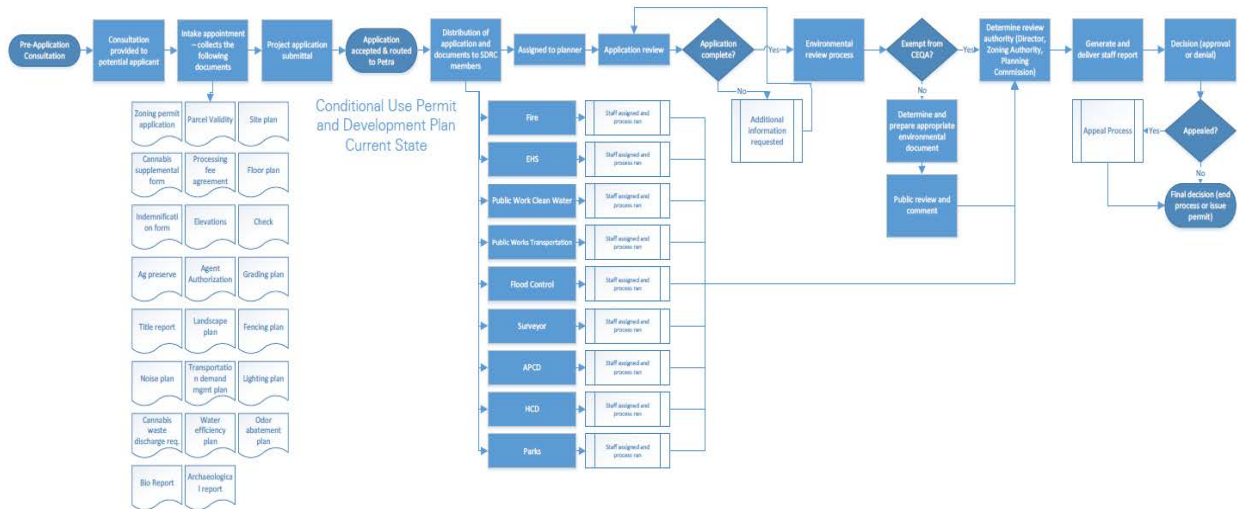 Pre-Application
Consultation
Consultation
provided to
potential applicant
Intake appointment
– collects the
following
documents
Project application
submittal
Application
accepted & routed
to Petra
Distribution of
application and
documents to SDRC
members
Assigned to planner
Application review
Application
complete?
Yes
No
Additional
information
requested
Environmental
review process
Exempt from
CEQA?
Yes
No
Determine and
prepare appropriate
environmental
document
Public review and
comment
Determine review
authority (Director,
Zoning Authority,
Planning
Commission)
Generate and
deliver staff report
Decision (approval
or denial)
Appealed?
Yes
Appeal Process
No
Final decision (end
process or issue
permit)
Conditional Use Permit
and Development Plan
Current State
Zoning permit
application
Parcel Validity
Site plan
Cannabis
supplemental
form
Processing
fee
agreement
Floor plan
Indemnificati
on form
Elevations
Check
Ag preserve
Agent
Authorization
Grading plan
Title report
Landscape
plan
Fencing plan
Noise plan
Transportatio
n demand
mgmt plan
Lighting plan
Cannabis
waste
discharge req.
Water
efficiency
plan
Odor
abatement
plan
Bio Report
Archaeologica
l report
Fire
Staff assigned and
process ran
EHS
Staff assigned and
process ran
Public Work Clean Water
Staff assigned and
process ran
Public Works Transportation
Staff assigned and
process ran
Flood Control
Staff assigned and
process ran
Surveyor
Staff assigned and
process ran
APCD
Staff assigned and
process ran
HCD
Staff assigned and
process ran
Parks
Staff assigned and
process ran